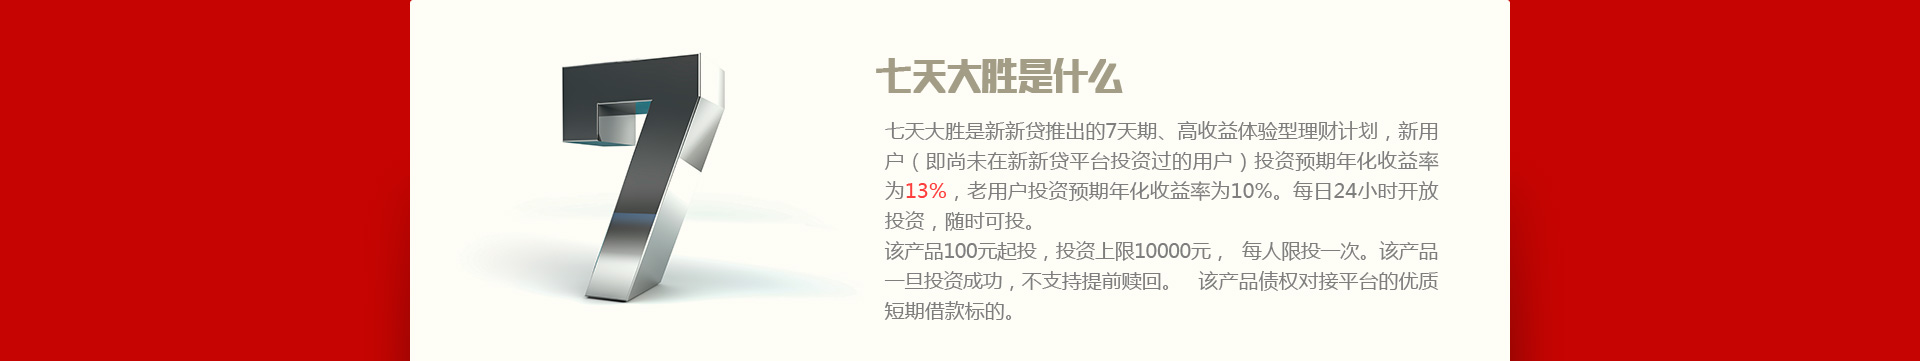 7
七天大胜是什么
七天大胜是新新贷推出的7天期、高收益体验型理财计划，新用
户（即尚未在新新贷平台投资过的用户）投资预期年化收益率
为13%，老用户投资预期年化收益率为10%。每日24小时开放
投资，随时可投。
该产品100元起投，投资上限10000元， 每人限投一次。该产品
一旦投资成功，不支持提前赎回。 该产品债权对接平台的优质
短期借款标的。